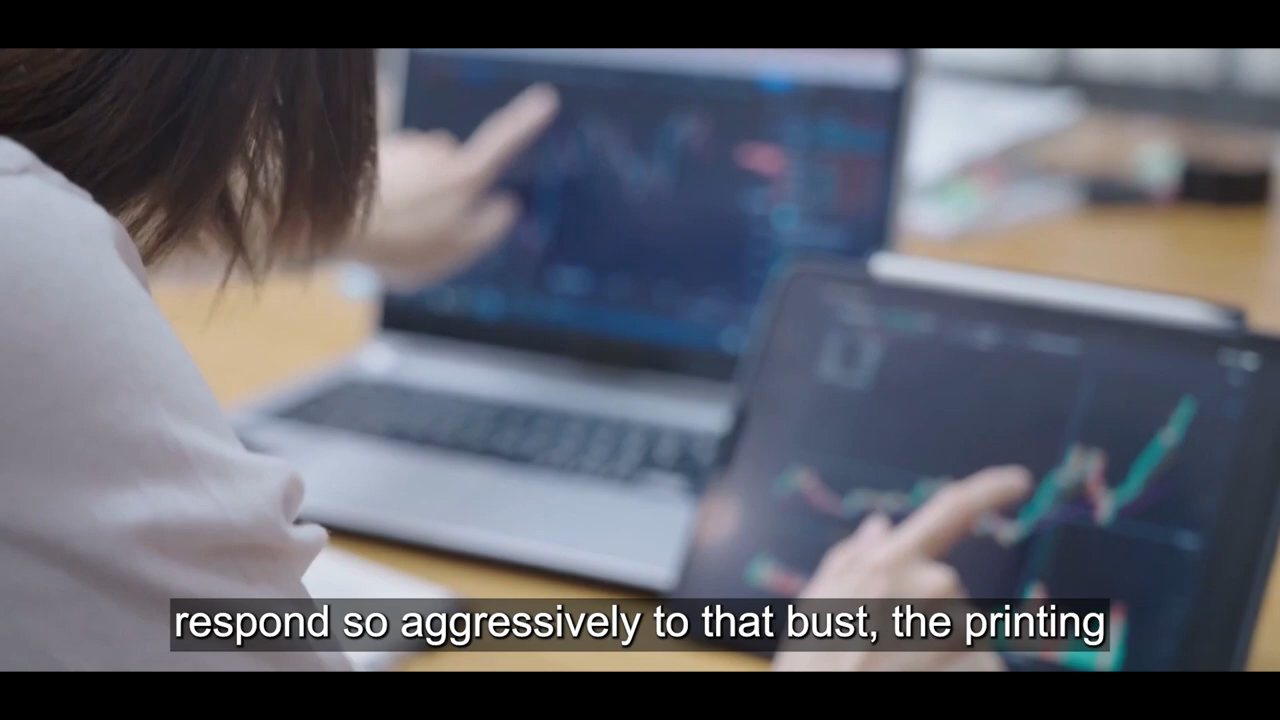 respond so aggressively to that bust, the printing